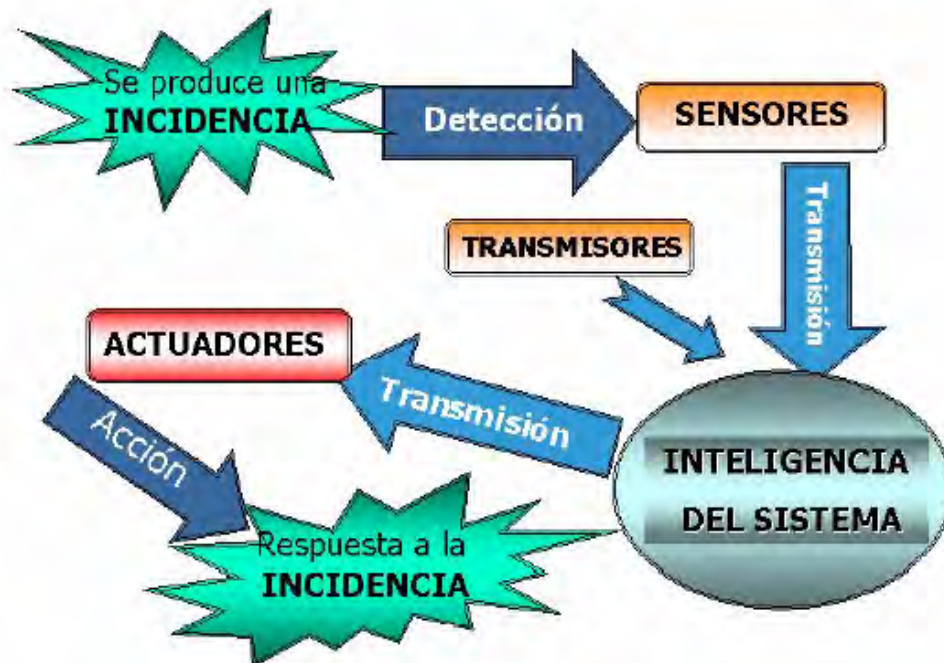 Se produce una
INCIDENCIA
Detección
SENSORES
Transmisión
TRANSMISORES
ACTUADORES
Transmisión
Acción
INTELIGENCIA
DEL SISTEMA
Respuesta a la
INCIDENCIA